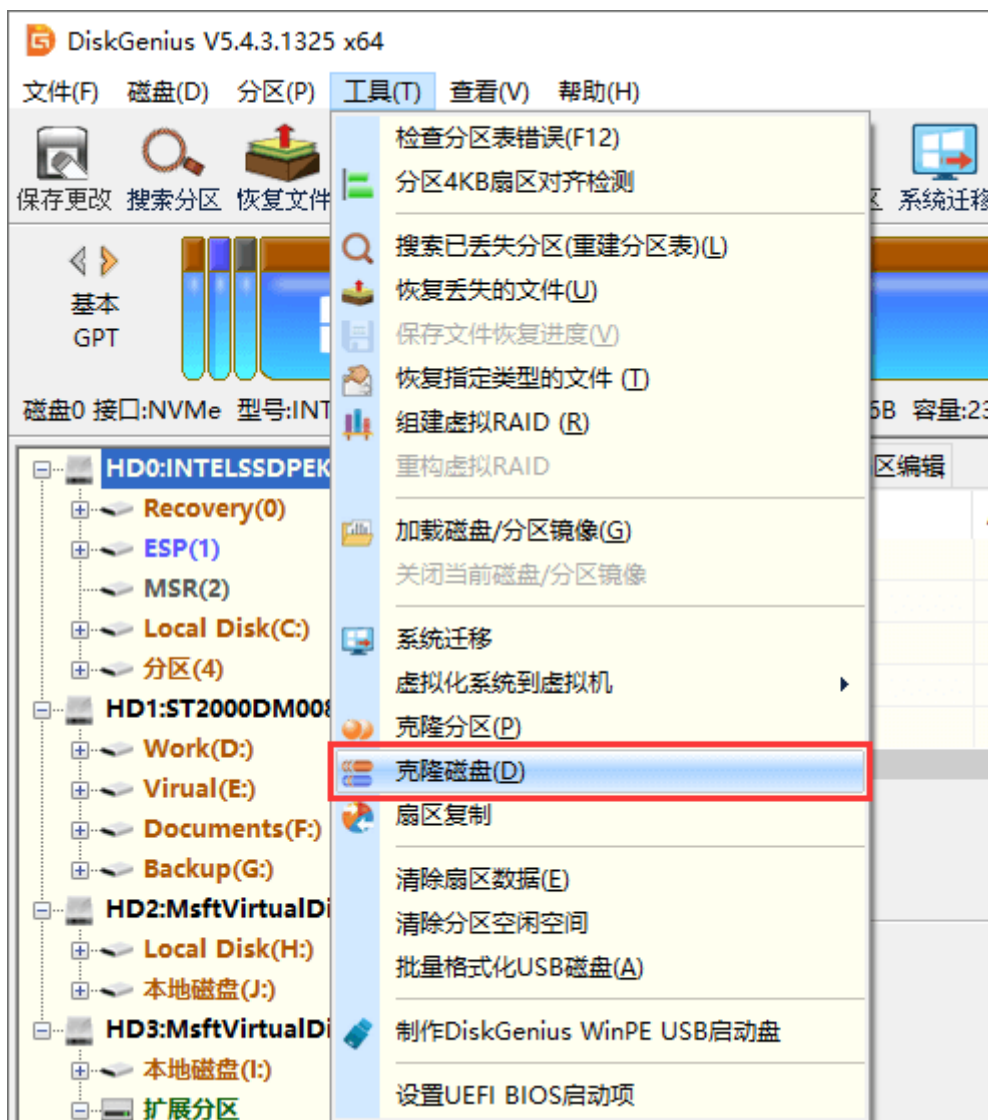 DiskGenius V5.4.3.1325 x64
文件(F) 磁盘(D) 分区(P) 工具(T) 查看(V) 帮助(H)
保存更改 搜索分区 恢复文件 系统迁移
基本
GPT
磁盘0 接口:NVMe 型号:INT 容量:23
检查分区表错误(F12)
分区4KB扇区对齐检测
搜索已丢失分区(重建分区表)(L)
恢复丢失的文件(U)
保存文件恢复进度(V)
恢复指定类型的文件 (T)
组建虚拟RAID (R)
重构虚拟RAID
加载磁盘/分区镜像(G)
关闭当前磁盘/分区镜像
系统迁移
虚拟化系统到虚拟机
克隆分区(P)
克隆磁盘(D)
扇区复制
清除扇区数据(E)
清除分区空闲空间
批量格式化USB磁盘(A)
制作DiskGenius WinPE USB启动盘
设置UEFI BIOS启动项
区编辑
HD0:INTELSSDPEK
Recovery(0)
ESP(1)
MSR(2)
Local Disk(C:)
分区(4)
HD1:ST2000DM008
Work(D:)
Virual(E:)
Documents(F:)
Backup(G:)
HD2:MsftVirtualDi
Local Disk(H:)
本地磁盘(J:)
HD3:MsftVirtualDi
本地磁盘(I:)
扩展分区